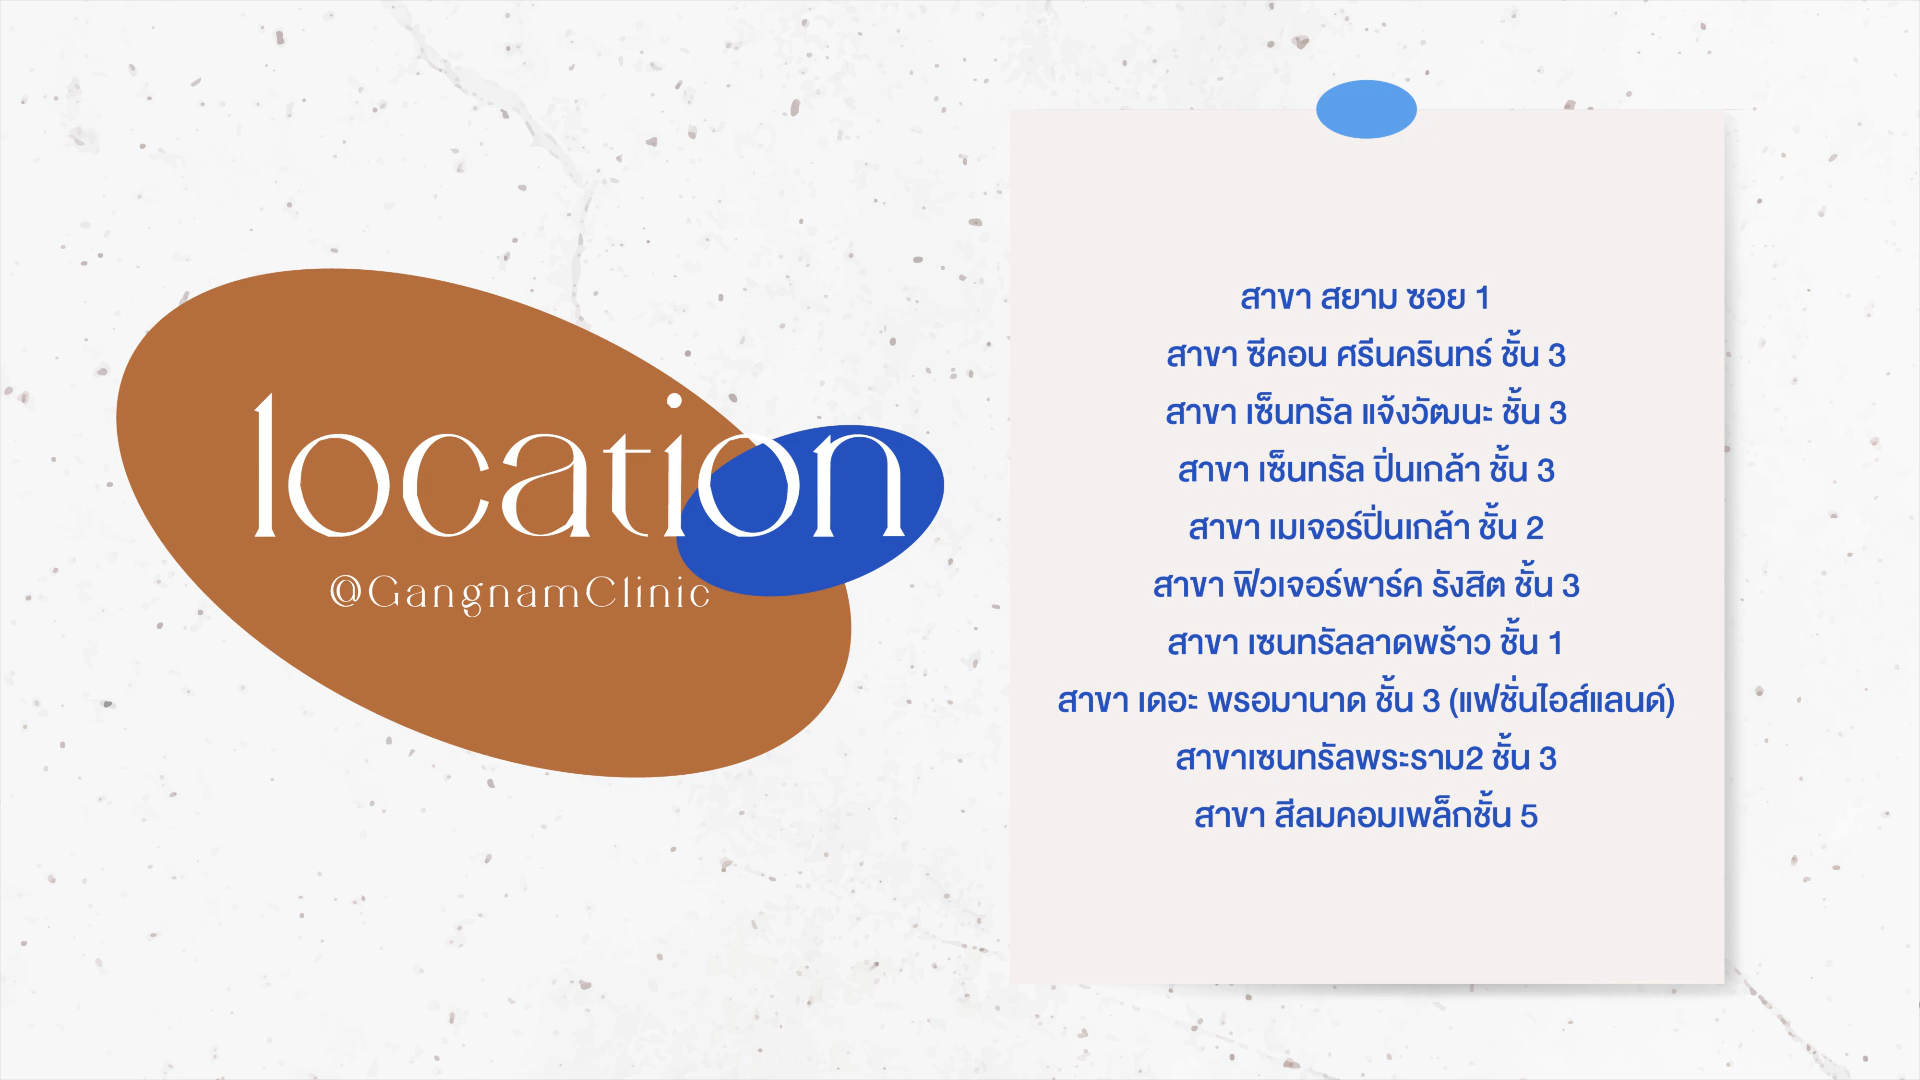 location
@GangnamClinic
สาขา สยาม ซอย 1
สาขา ซีคอน ศรีนครินทร์ ชั้น 3
สาขา เซ็นทรัล แจ้งวัฒนะ ชั้น 3
สาขา เซ็นทรัล ปิ่นเกล้า ชั้น 3
สาขา เมเจอร์ปิ่นเกล้า ชั้น 2
สาขา ฟิวเจอร์พาร์ค รังสิต ชั้น 3
สาขา เซนทรัลลาดพร้าว ชั้น 1
สาขา เดอะ พรอมานาด ชั้น 3 (แฟชั่นไอส์แลนด์)
สาขาเซนทรัลพระราม2 ชั้น 3
สาขา สีลมคอมเพล็กชั้น 5